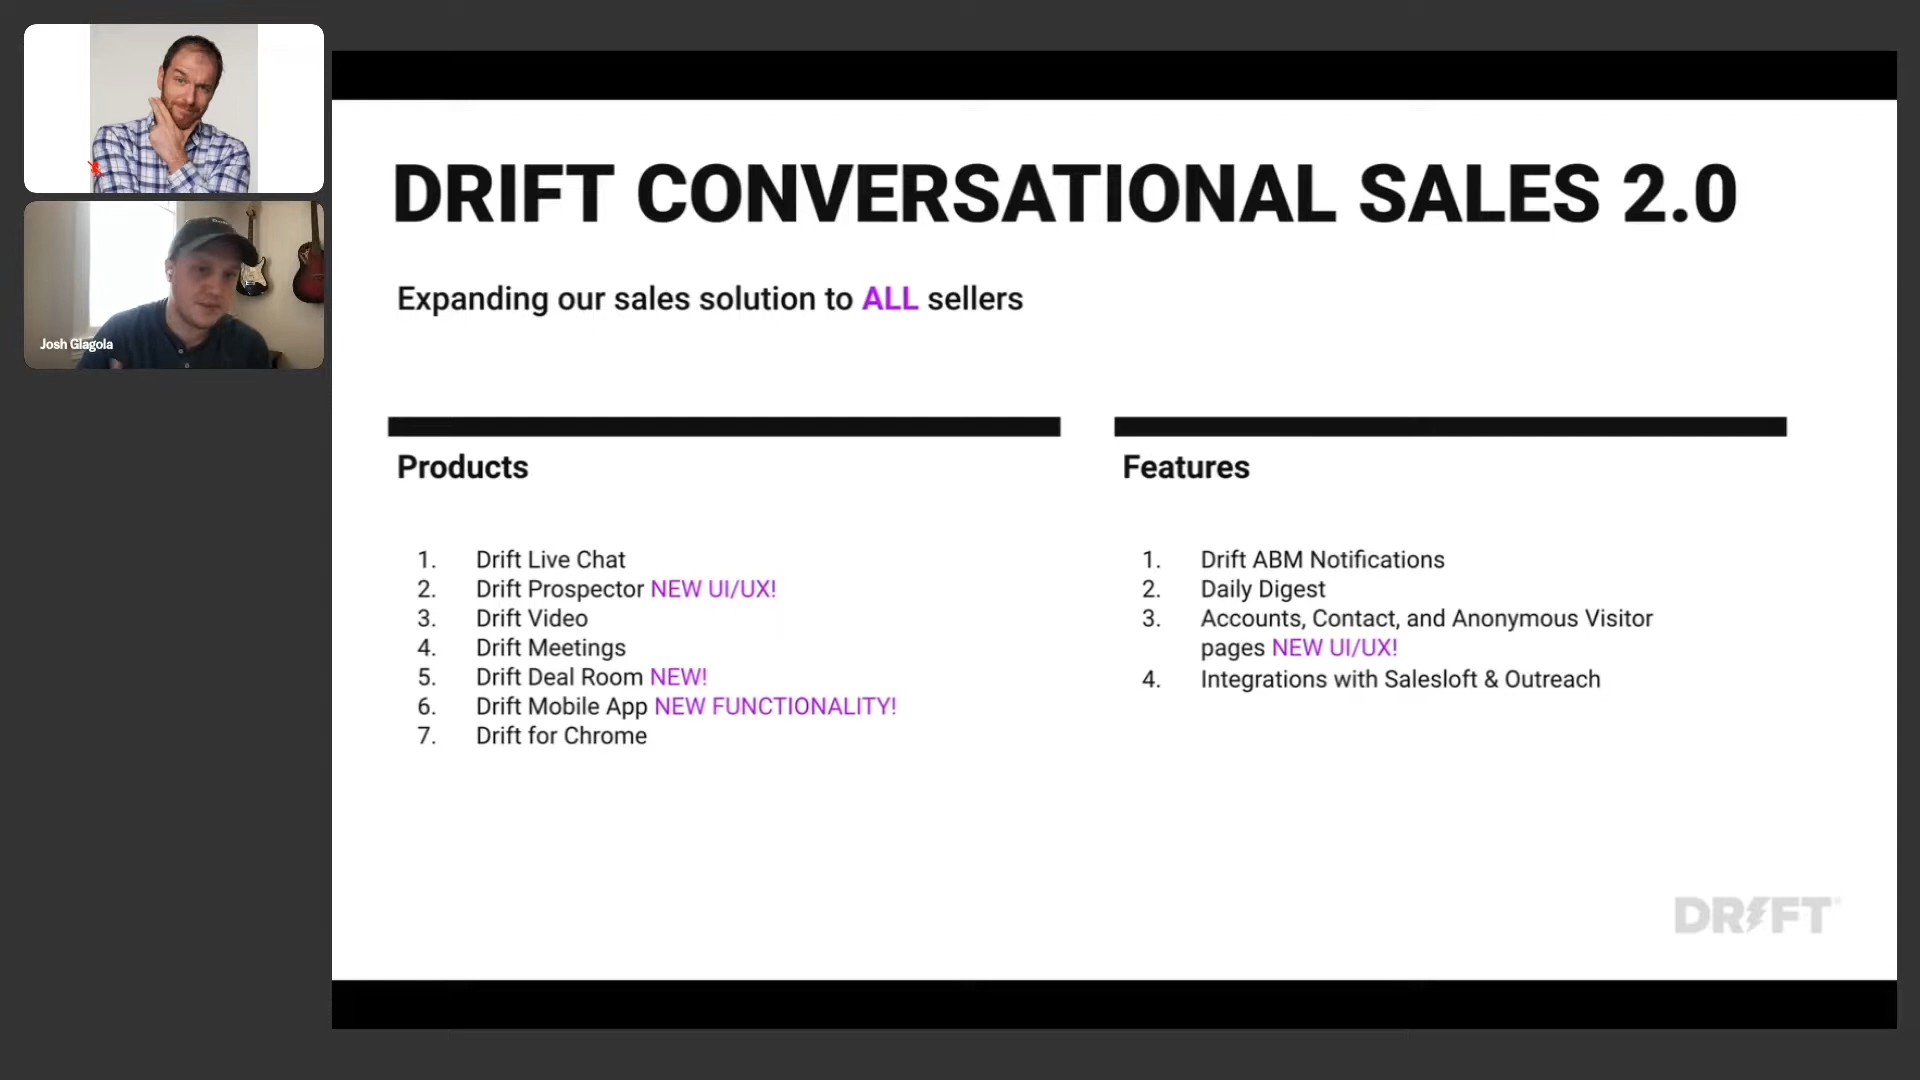 Josh Glagola
DRIFT CONVERSATIONAL SALES 2.0
Expanding our sales solution to ALL sellers
Products
1. Drift Live Chat
2. Drift Prospector NEW UI/UX!
3. Drift Video
4. Drift Meetings
5. Drift Deal Room NEW!
6. Drift Mobile App NEW FUNCTIONALITY!
7. Drift for Chrome
Features
1. Drift ABM Notifications
2. Daily Digest
3. Accounts, Contact, and Anonymous Visitor
pages NEW UI/UX!
4. Integrations with Salesloft & Outreach
DRIFT